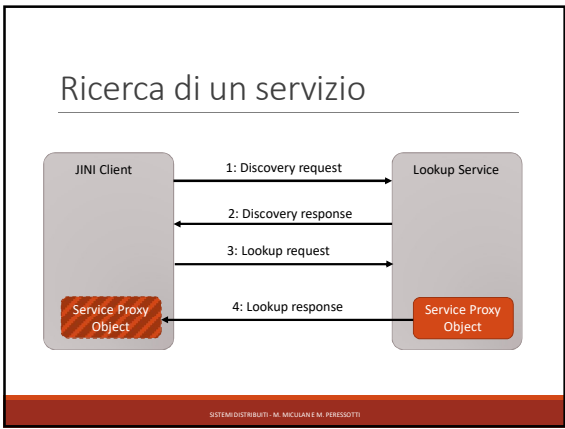 Ricerca di un servizio
JINI Client
1: Discovery request
Lookup Service
2: Discovery response
3: Lookup request
4: Lookup response
Service Proxy
Object
Service Proxy
Object
SISTEMI DISTRIBUITI - M. MICULAN E M. PERESSOTTI